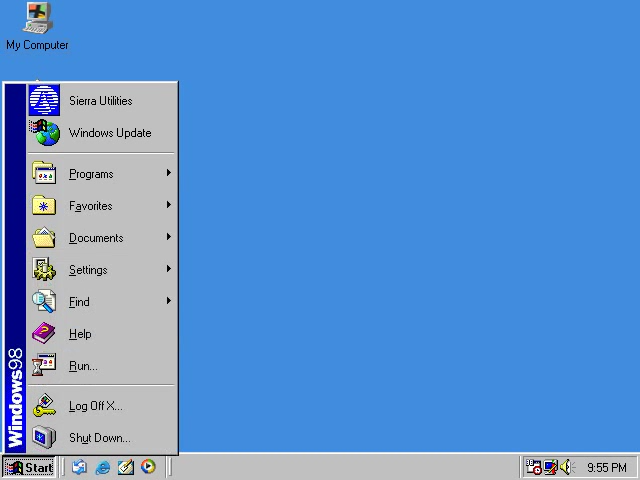 My Computer
Sierra Utilities
Windows Update
Programs
Favorites
Documents
Settings
Find
Help
Run...
Log Off X...
Shut Down...
Windows98
Start
9:55 PM